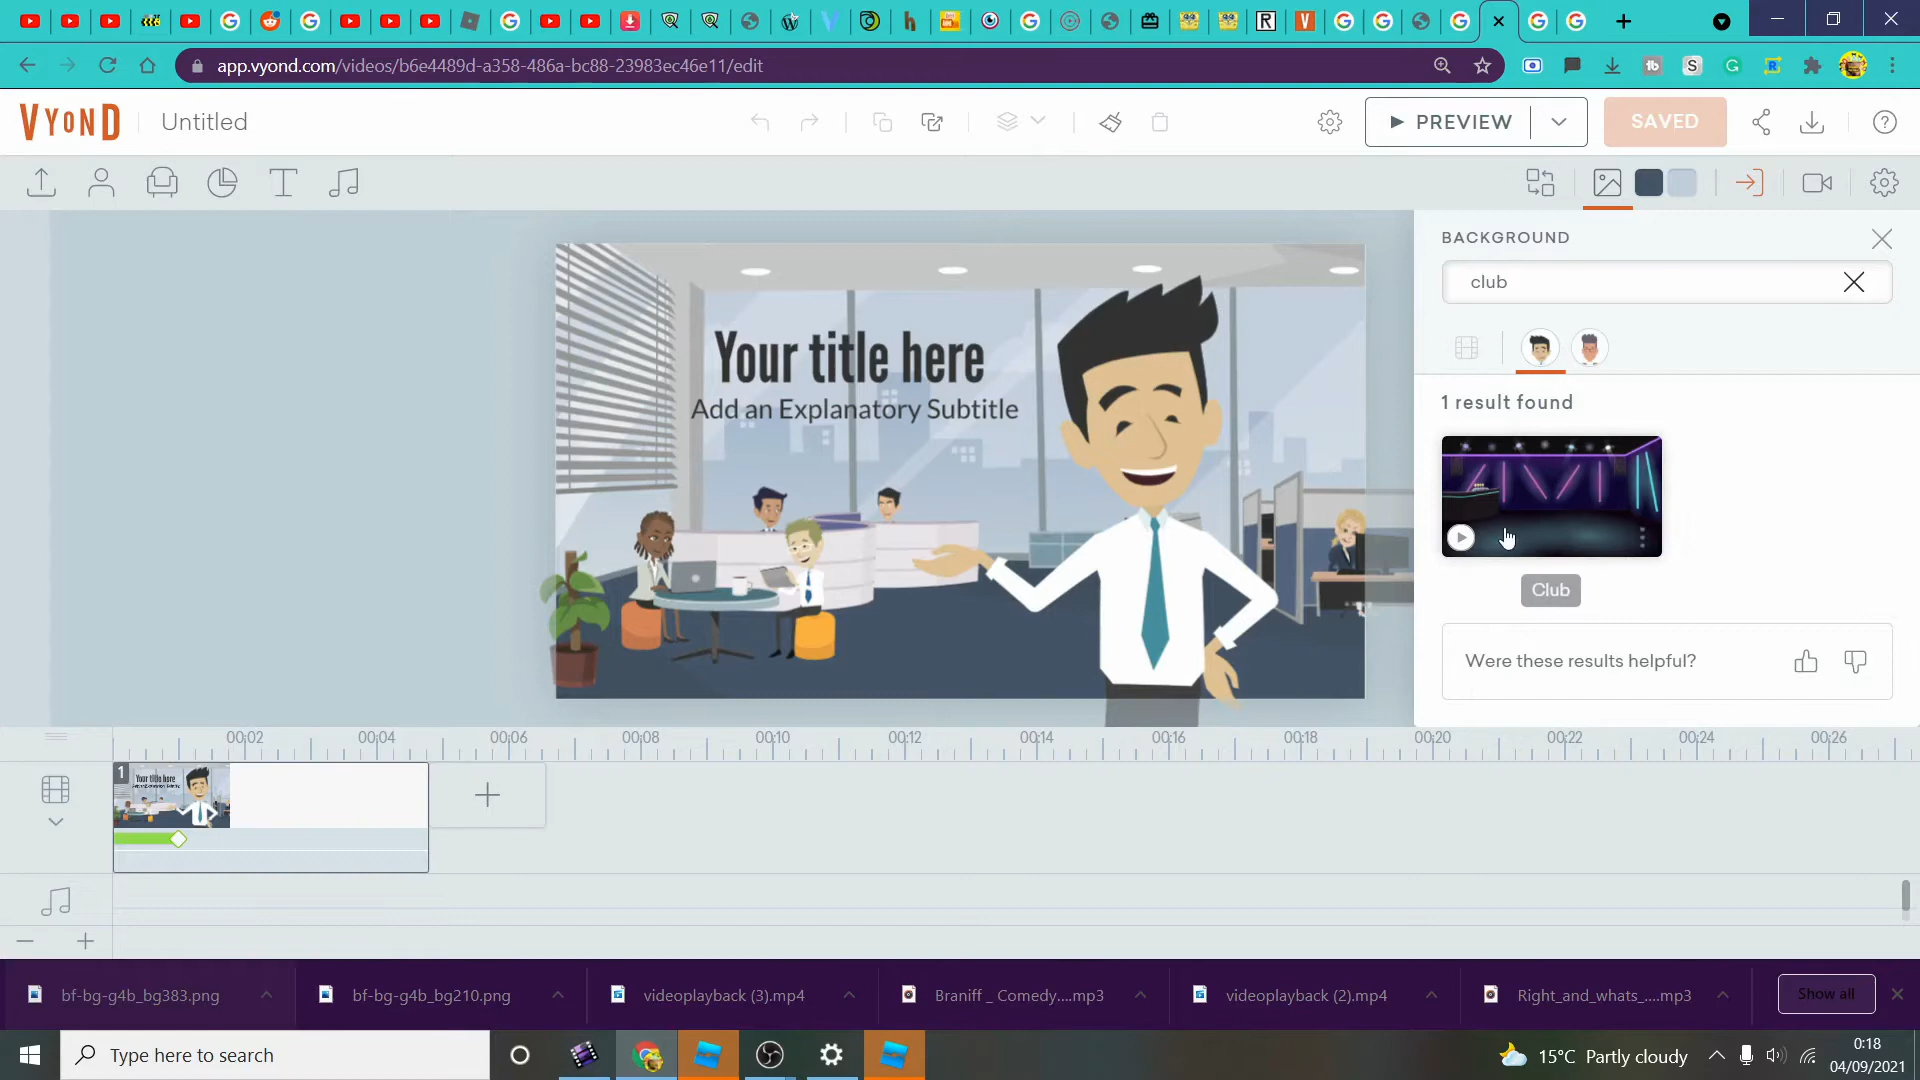 app.vyond.com/videos/b6e4489d-a358-486a-bc88-23983ec46e11/edit
VYOND
Untitled
PREVIEW
SAVED
BACKGROUND
club
Your title here
Add an Explanatory Subtitle
1 result found
Club
Were these results helpful?
00:02 00:04 00:06 00:08 00:10 00:12 00:14 00:16 00:18 00:20 00:22 00:24 00:26
1
Your title here
bf-bg-g4b_bg383.png
bf-bg-g4b_bg210.png
videoplayback (3).mp4
Braniff _ Comedy....mp3
videoplayback (2).mp4
Right_and_whats_....mp3
Show all
Type here to search
15°C Partly cloudy
0:18
04/09/2021